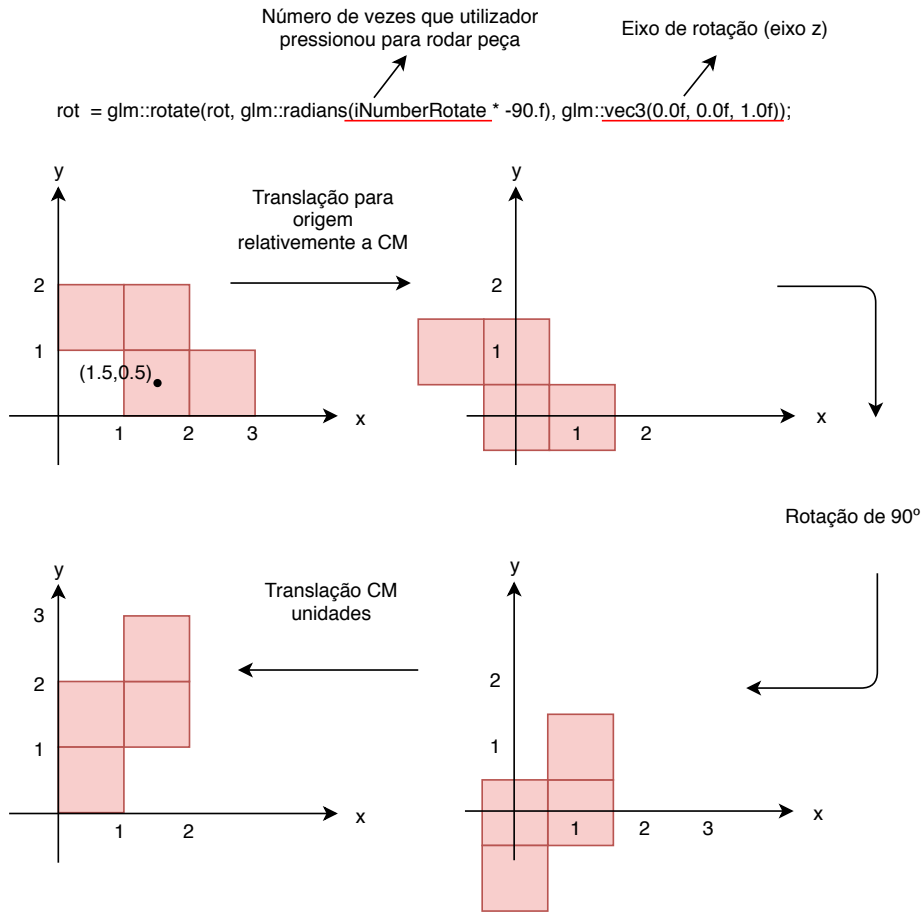 Número de vezes que utilizador
pressionou para rodar peça
Eixo de rotação (eixo z)
rot = glm::rotate(rot, glm::radians(iNumberRotate * -90.f), glm::vec3(0.0f, 0.0f, 1.0f));
y
2
1
(1.5,0.5)
1
2
3
x
Translação para
origem
relativamente a CM
y
2
1
1
2
x
Rotação de 90º
y
3
2
1
1
2
x
Translação CM
unidades
y
2
1
1
2
3
x